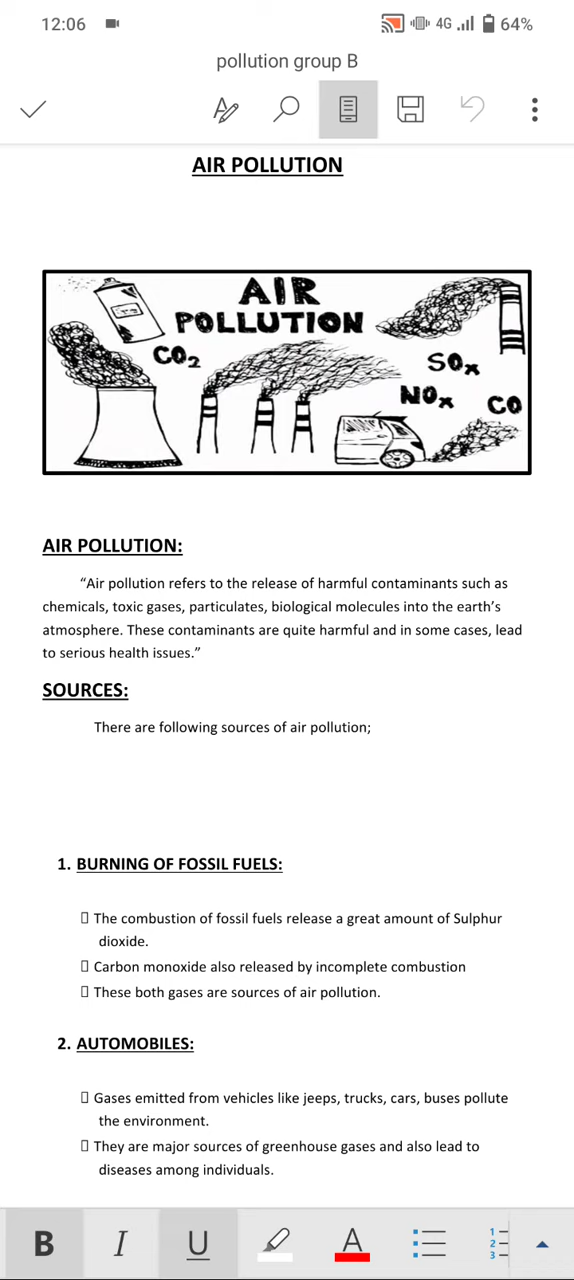 12:06
4G 64%
pollution group B
AIR POLLUTION
AIR
POLLUTION
CO₂
SOx
NOx CO
AIR POLLUTION:
“Air pollution refers to the release of harmful contaminants such as
chemicals, toxic gases, particulates, biological molecules into the earth’s
atmosphere. These contaminants are quite harmful and in some cases, lead
to serious health issues.”
SOURCES:
There are following sources of air pollution;
1. BURNING OF FOSSIL FUELS:
The combustion of fossil fuels release a great amount of Sulphur
dioxide.
Carbon monoxide also released by incomplete combustion
These both gases are sources of air pollution.
2. AUTOMOBILES:
Gases emitted from vehicles like jeeps, trucks, cars, buses pollute
the environment.
They are major sources of greenhouse gases and also lead to
diseases among individuals.
B I U A